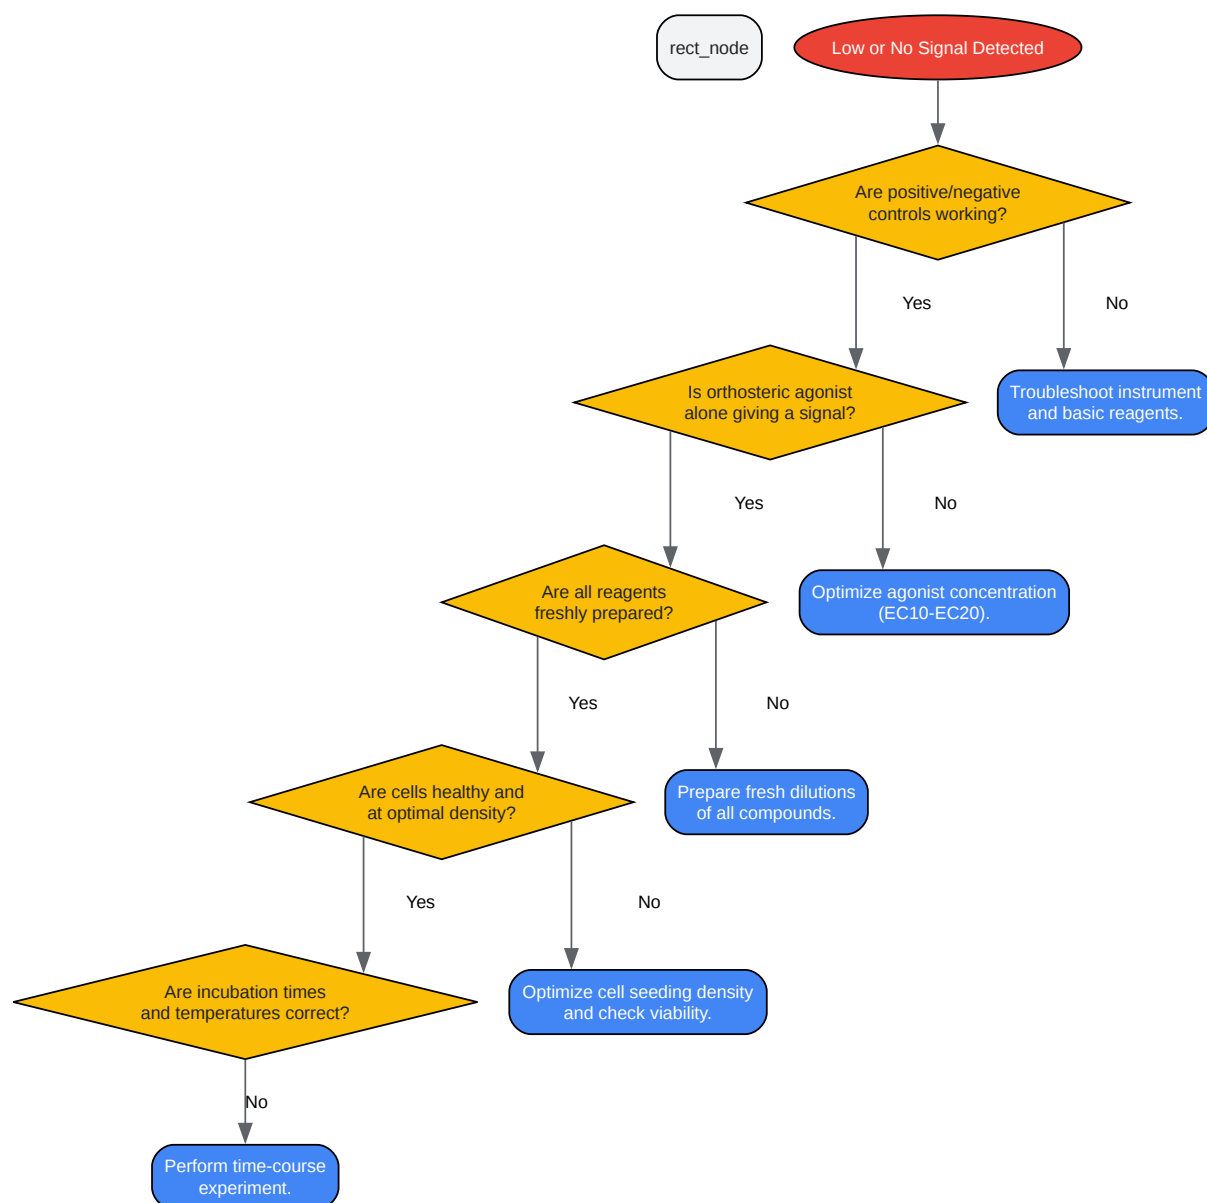 rect_node
Low or No Signal Detected
Are positive/negative
controls working?
Yes
No
Is orthosteric agonist
alone giving a signal?
Troubleshoot instrument
and basic reagents.
Yes
No
Are all reagents
freshly prepared?
Optimize agonist concentration
(EC10-EC20).
Yes
No
Are cells healthy and
at optimal density?
Prepare fresh dilutions
of all compounds.
Yes
No
Are incubation times
and temperatures correct?
Optimize cell seeding density
and check viability.
No
Perform time-course
experiment.